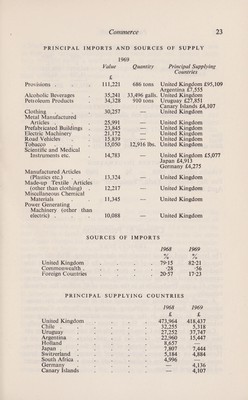 Commerce 23
PRINCIPAL IMPORTS AND SOURCES OF SUPPLY
1969
Value Quantity Principal Supplying
Countries
£
Provisions . . 111,221 686 tons United Kingdom £95,109
Argentina £7,555
Alcoholic Beverages 35,241 33,496 galls. United Kingdom
Petroleum Products 34,328 910 tons Uruguay £27,851
Canary Islands £4,107
Clothing 30,257 — United Kingdom
Metal Manufactured
Articles . 25,991 — United Kingdom
Prefabricated Buildings . 23,845 — United Kingdom
Electric Machinery . 21,172 — United Kingdom
Road Vehicles . . 15,839 — United Kingdom
Tobacco . . 15,050 12,916 lbs. United Kingdom
Scientific and Medical
Instruments etc. 14,783 — United Kingdom £5,077
Japan £4,913
Germany £4,275
Manufactured Articles
(Plastics etc.) 13,324 — United Kingdom
Made-up Textile Articles
(other than clothing) 12,217 — United Kingdom
Miscellaneous Chemical
Materials . 11,345 — United Kingdom
Power Generating
Machinery (other than
electric) . 10,088 — United Kingdom
SOURCES OF IMPORTS
1968 1969
% %
United Kingdom . 79·15 82·21
Commonwealth . ·28 ·56
Foreign Countries 20·57 17·23
PRINCIPAL SUPPLYING COUNTRIES
1968 1969
£ £
United Kingdom 473,964 418,437
Chile . 32,255 5,318
Uruguay 27,252 37,747
Argentina 22,960 15,447
Holland 8,657 —
Japan 7,807 7,444
Switzerland 5,184 4,884
South Africa . 4,996 —
Germany — 4,136
Canary Islands — 4,107